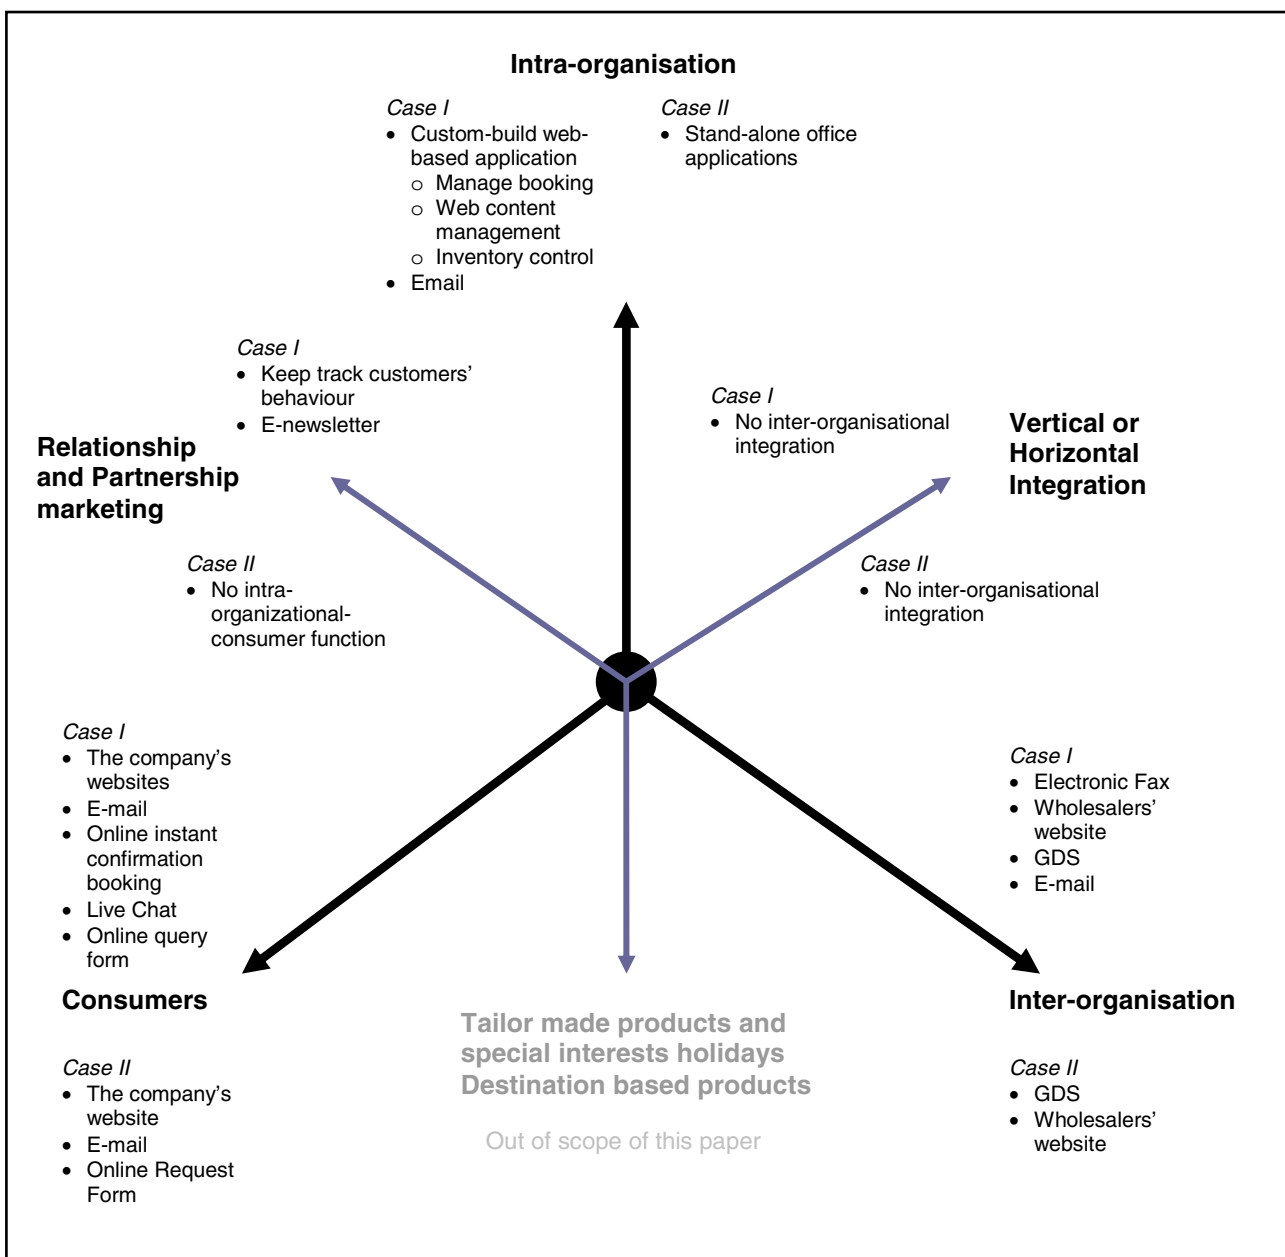 Intra-organisation
Case I
• Custom-build web-
based application
o Manage booking
o Web content
management
o Inventory control
• Email
Case II
• Stand-alone office
applications
Case I
• Keep track customers'
behaviour
• E-newsletter
Relationship
and Partnership
marketing
Case II
• No intra-
organizational-
consumer function
Case I
• No inter-organisational
integration
Vertical or
Horizontal
Integration
Case II
• No inter-organisational
integration
Case I
• The company's
websites
• E-mail
• Online instant
confirmation
booking
• Live Chat
• Online query
form
Consumers
Case II
• The company's
website
• E-mail
• Online Request
Form
Tailor made products and
special interests holidays
Destination based products
Out of scope of this paper
Case I
• Electronic Fax
• Wholesalers'
website
• GDS
• E-mail
Inter-organisation
Case II
• GDS
• Wholesalers'
website